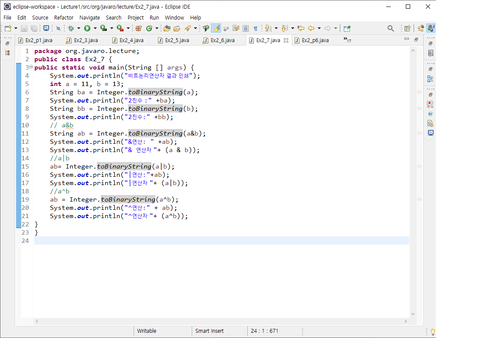 eclipse-workspace - Lecture1/src/org/javaro/lecture/Ex2_7.java - Eclipse IDE
File Edit Source Refactor Navigate Search Project Run Window Help
Ex2_p1.java Ex2_3.java Ex2_4.java Ex2_5.java Ex2_6.java Ex2_7.java Ex2_p6.java
1 package org.javaro.lecture;
2 public class Ex2_7 {
3 public static void main(String [] args) {
4 System.out.println("비트논리연산자 결과 인쇄");
5 int a = 11, b = 13;
6 String ba = Integer.toBinaryString(a);
7 System.out.println("2진수 :" +ba);
8 String bb = Integer.toBinaryString(b);
9 System.out.println("2진수:" +bb);
10 // a&b
11 String ab = Integer.toBinaryString(a&b);
12 System.out.println("&연산: " +ab);
13 System.out.println("& 연산자"+ (a & b));
14 //a|b
15 ab= Integer.toBinaryString(a|b);
16 System.out.println("|연산:"+ab);
17 System.out.println("|연산자"+ (a|b));
18 //a^b
19 ab = Integer.toBinaryString(a^b);
20 System.out.println("^연산:" + ab);
21 System.out.println("^연산자"+ (a^b));
22 }
23 }
24
Writable Smart Insert 24 : 1 : 671